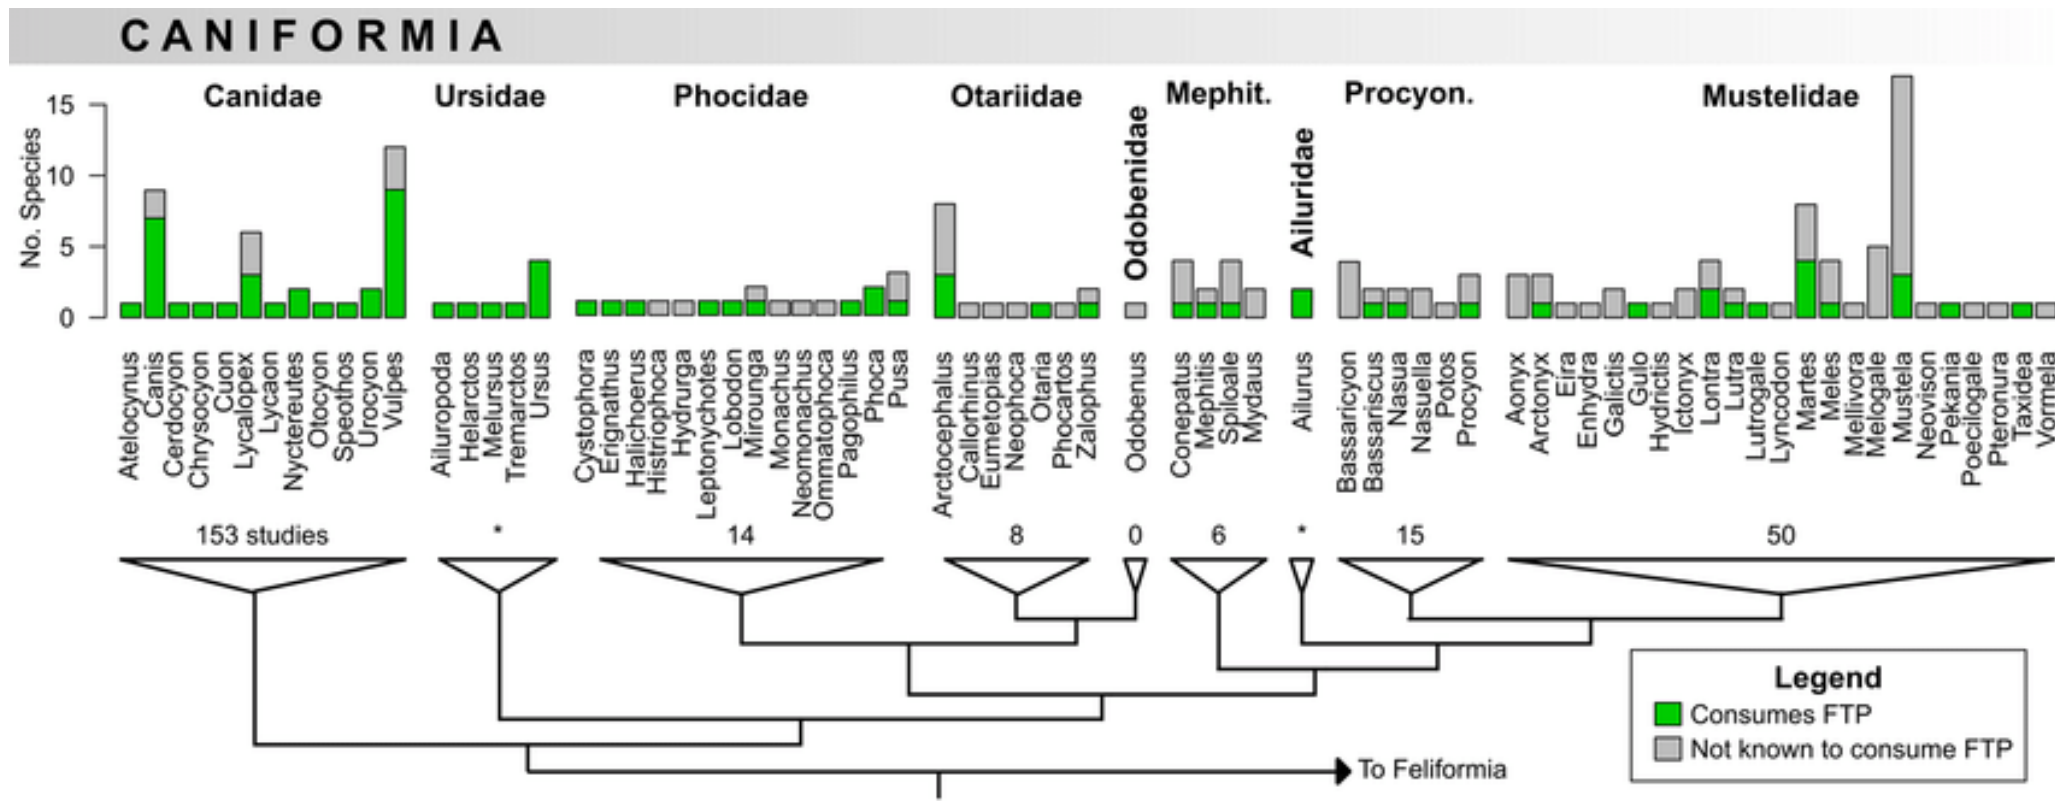 CANIFORMIA
Canidae Ursidae Phocidae Otariidae Odobenidae Mephit. Ailuridae Procyon. Mustelidae
No. Species
15
10
5
0
Atelocynus
Canis
Cerdocyon
Chrysocyon
Cuon
Lycalopex
Lycaon
Nyctereutes
Otocyon
Speothos
Urocyon
Vulpes
Ailuropoda
Helarctos
Melursus
Tremarctos
Ursus
Cystophora
Erignathus
Halichoerus
Histriophoca
Hydrurga
Leptonychotes
Lobodon
Mirounga
Monachus
Neomonachus
Ommatophoca
Pagophilus
Phoca
Pusa
Arctocephalus
Callorhinus
Eumetopias
Neophoca
Otaria
Phocartos
Zalophus
Odobenus
Conepatus
Mephitis
Spiloale
Mydaus
Ailurus
Bassaricyon
Bassariscus
Nasua
Nasuella
Potos
Procyon
Aonyx
Arctonyx
Eira
Enhydra
Galictis
Gulo
Hydrictis
Ictonyx
Lontra
Lutra
Lutrogale
Lyncodon
Martes
Meles
Mellivora
Melogale
Mustela
Neovison
Pekania
Poecilogale
Pteronura
Taxidea
Vormela
153 studies * 14 8 0 6 * 15 50
Legend
Consumes FTP
Not known to consume FTP
To Feliformia